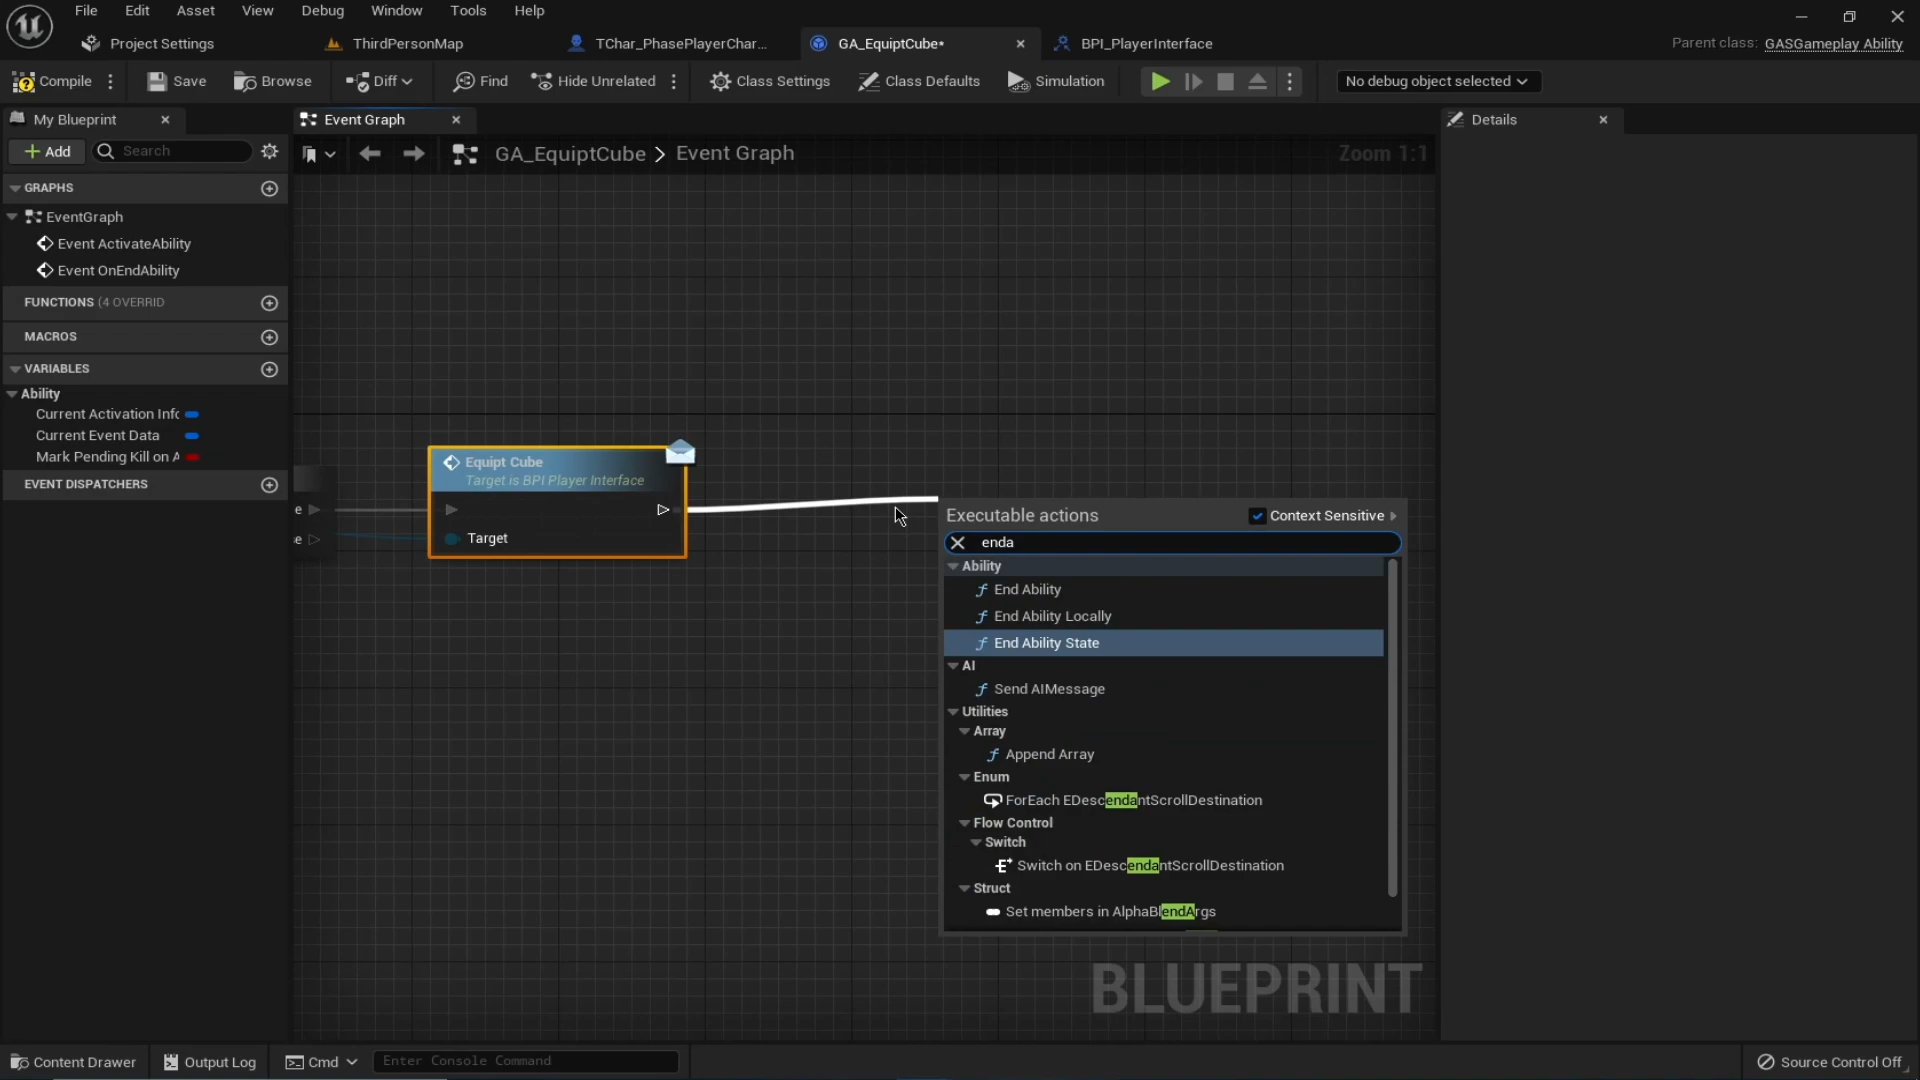 File Edit Asset View Debug Window Tools Help
Project Settings ThirdPersonMap TChar_PhasePlayerChar... GA_EquiptCube* BPI_PlayerInterface Parent class: GASGameplay Ability
Compile Save Browse Diff Find Hide Unrelated Class Settings Class Defaults Simulation No debug object selected
My Blueprint Event Graph Details
Add Search GA_EquiptCube > Event Graph Zoom 1:1
GRAPHS
EventGraph
Event ActivateAbility
Event OnEndAbility
FUNCTIONS (4 OVERRID
MACROS
VARIABLES
Ability
Current Activation Infc
Current Event Data
Mark Pending Kill on A
EVENT DISPATCHERS
Equipt Cube
Target is BPI Player Interface
e
e Target
Executable actions Context Sensitive
enda
Ability
End Ability
End Ability Locally
End Ability State
AI
Send AIMessage
Utilities
Array
Append Array
Enum
ForEach EDescendantScrollDestination
Flow Control
Switch
Switch on EDescendantScrollDestination
Struct
Set members in AlphaBlendArgs
BLUEPRINT
Content Drawer Output Log Cmd Enter Console Command Source Control Off